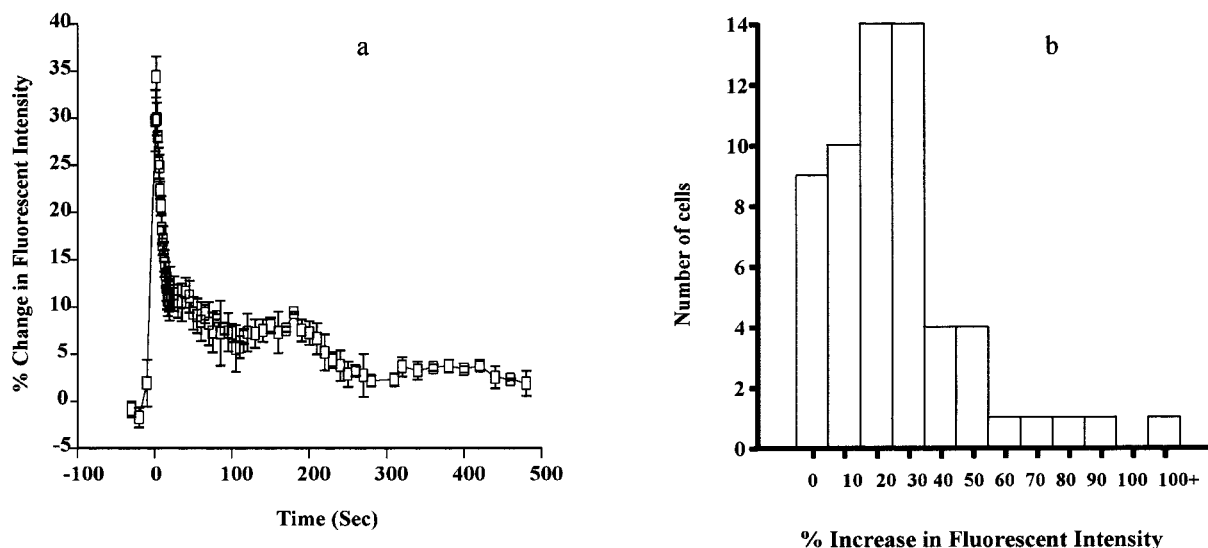 a
% Change in Fluorescent Intensity
40
35
30
25
20
15
10
5
0
-5
-100 0 100 200 300 400 500
Time (Sec)
b
Number of cells
14
12
10
8
6
4
2
0
0 10 20 30 40 50 60 70 80 90 100 100+
% Increase in Fluorescent Intensity